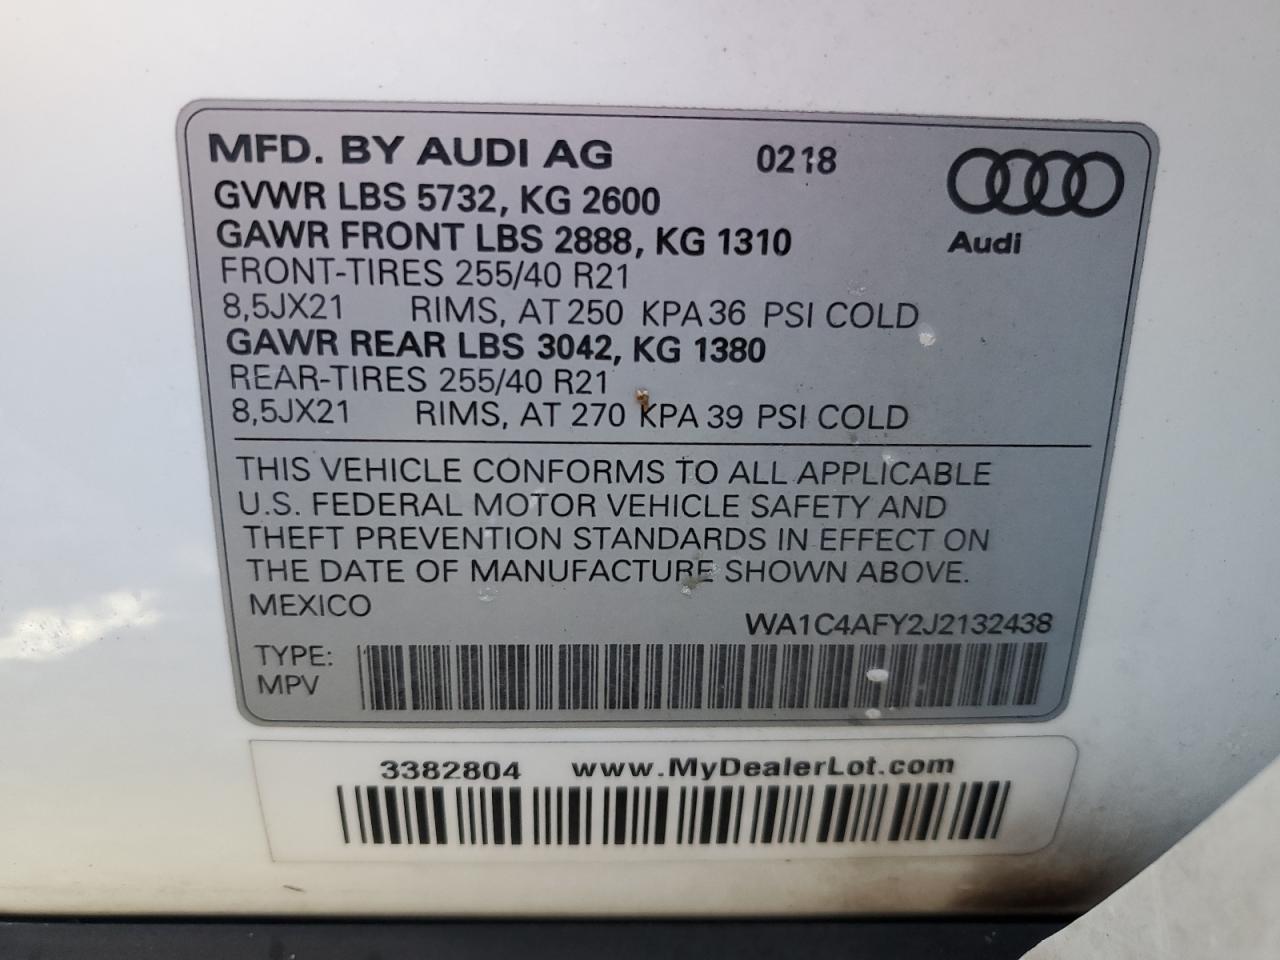 MFD. BY AUDI AG 0218
GVWR LBS 5732, KG 2600
GAWR FRONT LBS 2888, KG 1310
Audi
FRONT-TIRES 255/40 R21
8,5JX21 RIMS, AT 250 KPA 36 PSI COLD
GAWR REAR LBS 3042, KG 1380
REAR-TIRES 255/40 R21
8,5JX21 RIMS, AT 270 KPA 39 PSI COLD
THIS VEHICLE CONFORMS TO ALL APPLICABLE
U.S. FEDERAL MOTOR VEHICLE SAFETY AND
THEFT PREVENTION STANDARDS IN EFFECT ON
THE DATE OF MANUFACTURE SHOWN ABOVE.
MEXICO
WA1C4AFY2J2132438
TYPE:
MPV
3382804 www.MyDealerLot.com